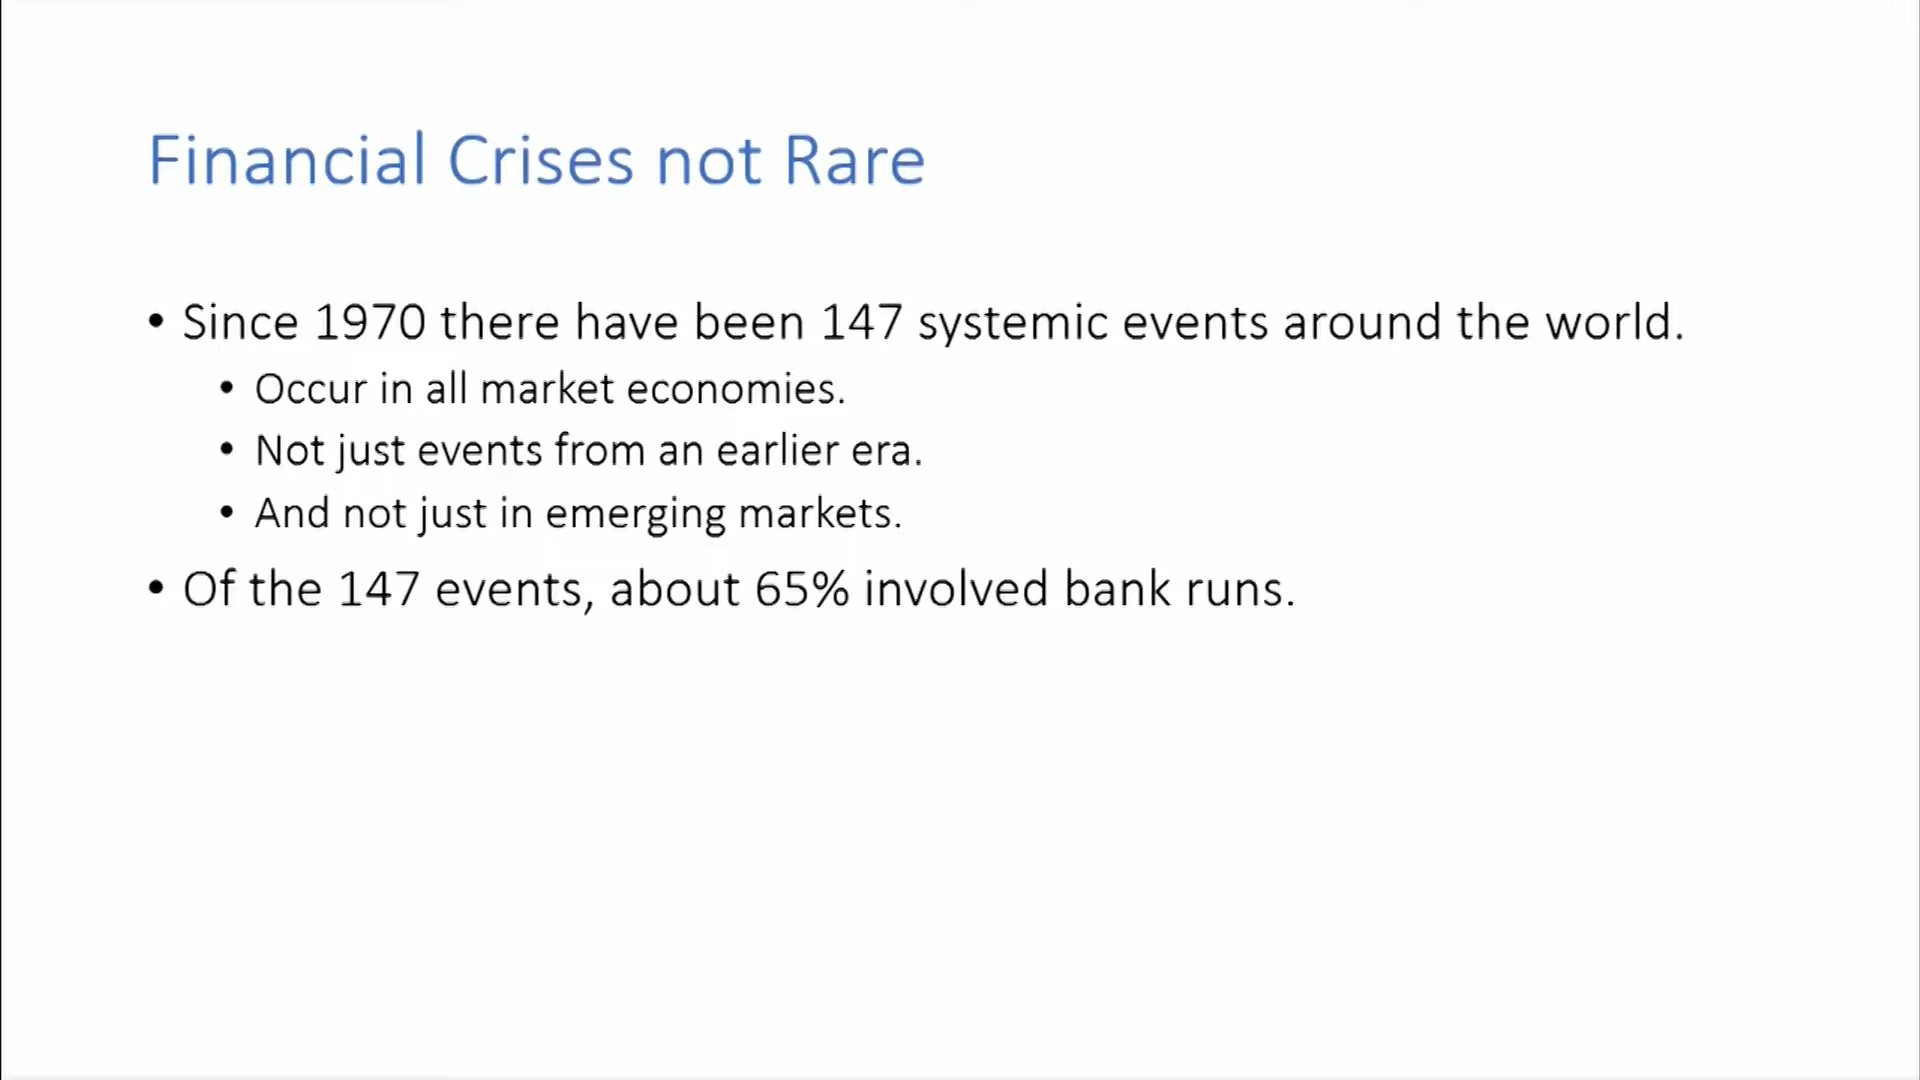 Financial Crises not Rare
• Since 1970 there have been 147 systemic events around the world.
• Occur in all market economies.
• Not just events from an earlier era.
• And not just in emerging markets.
• Of the 147 events, about 65% involved bank runs.